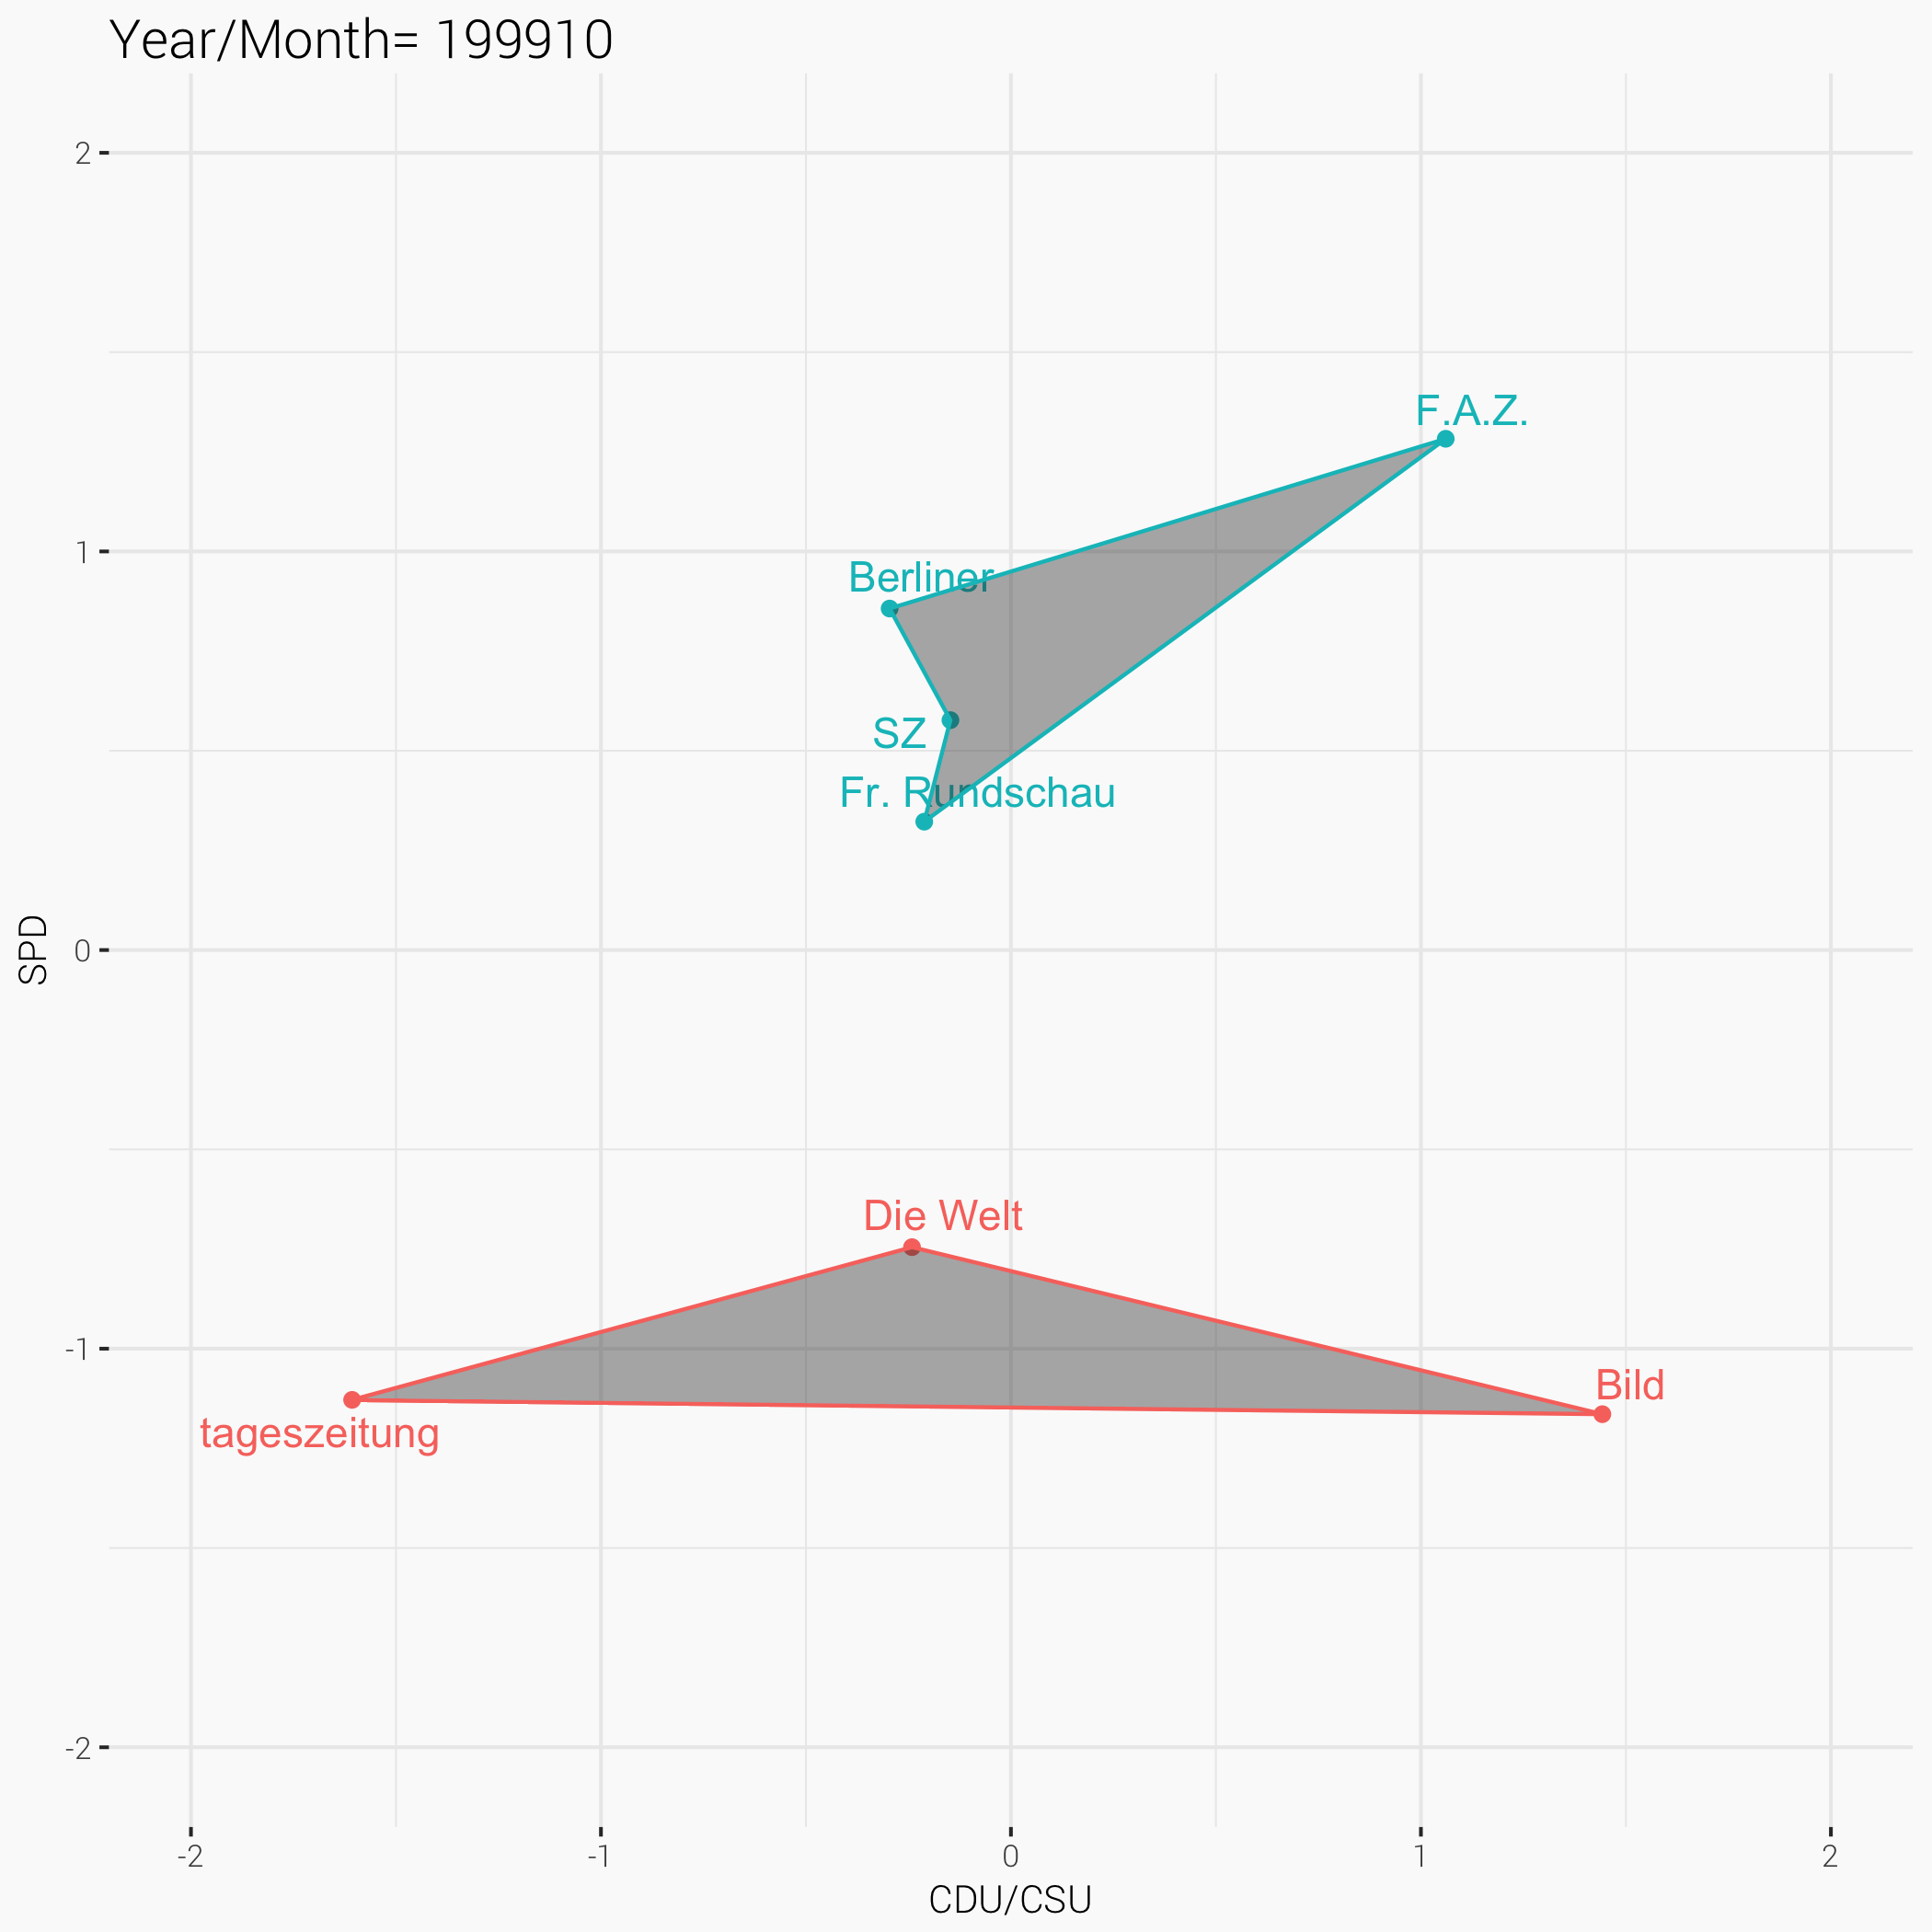 Year/Month= 199910
2
F.A.Z.
1
Berliner
SZ
Fr. Rundschau
SPD
0
Die Welt
-1
Bild
tageszeitung
-2
-2 -1 0 1 2
CDU/CSU